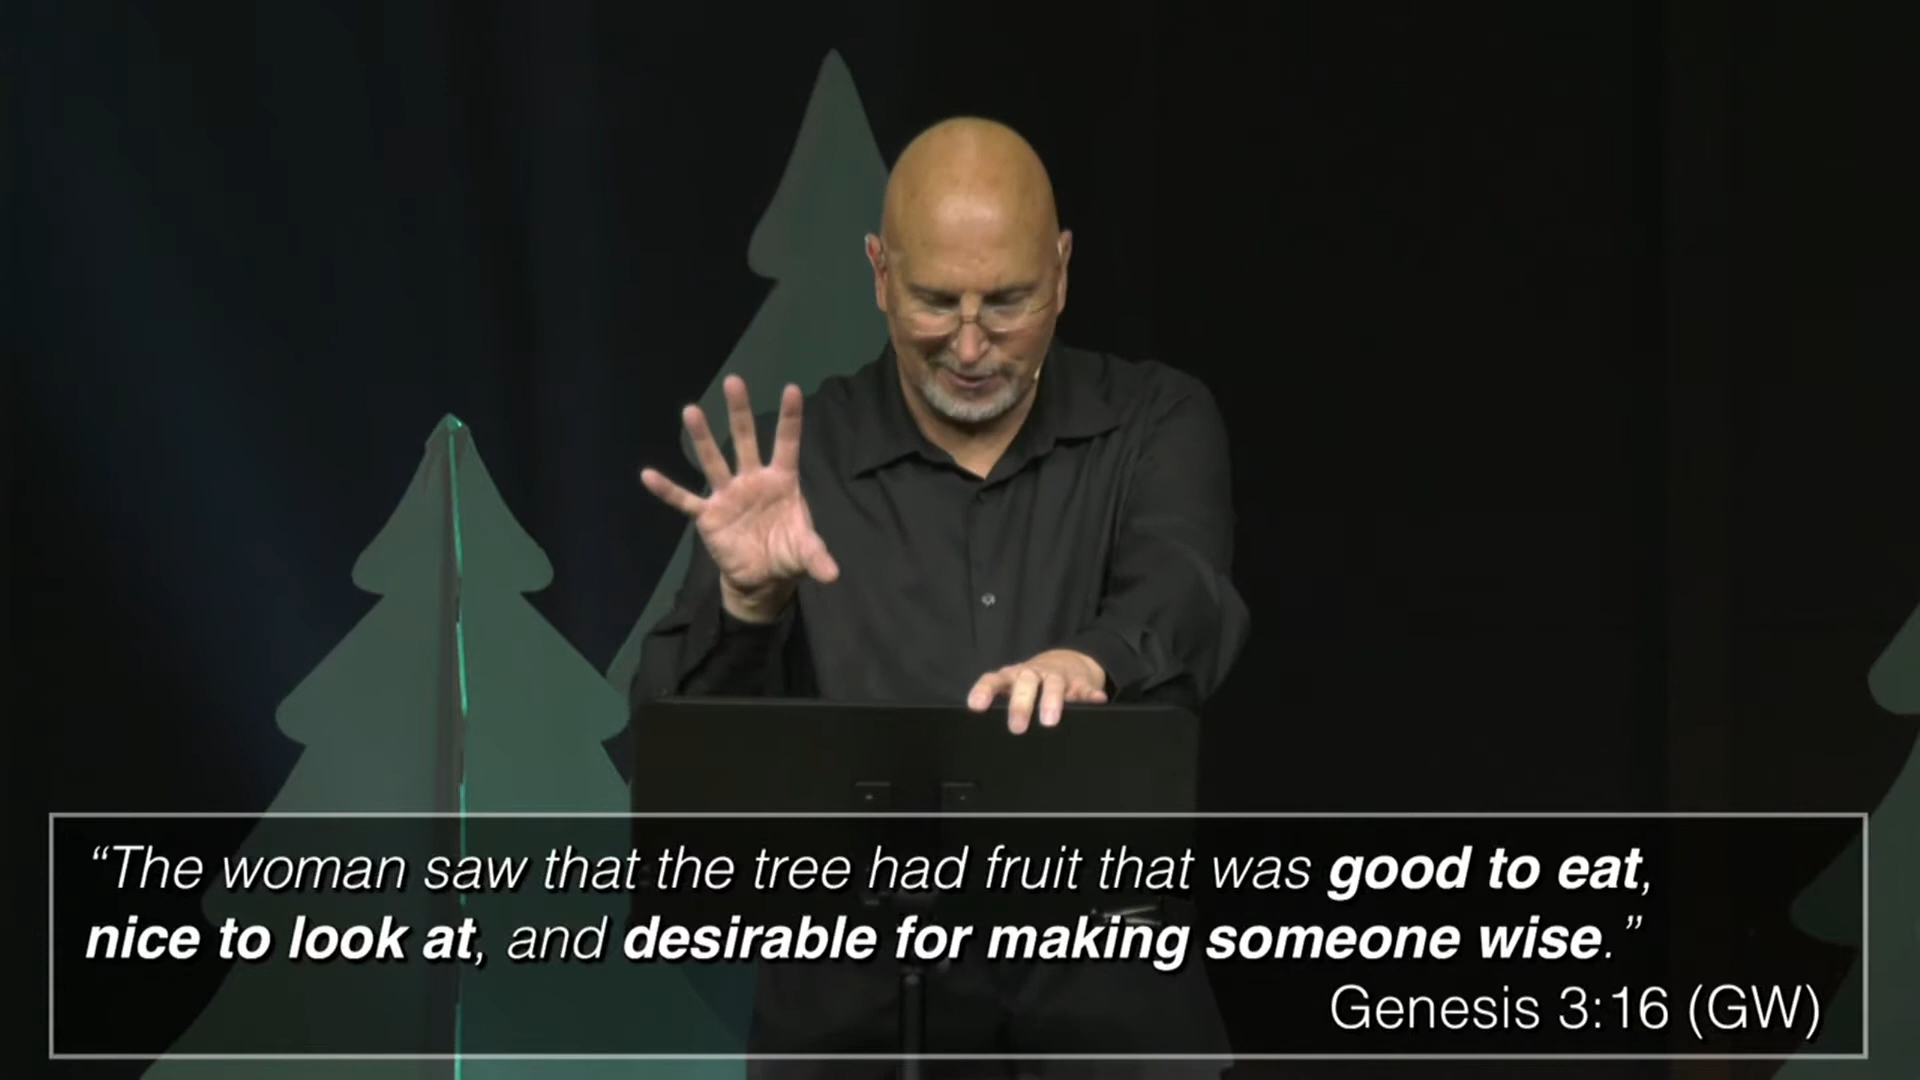 “The woman saw that the tree had fruit that was good to eat,
nice to look at, and desirable for making someone wise.”
Genesis 3:16 (GW)